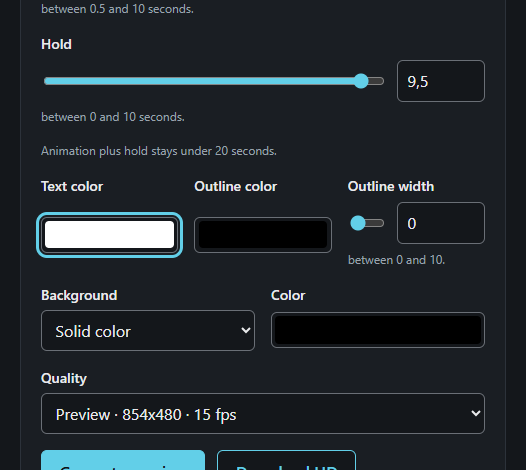 between 0.5 and 10 seconds.
Hold
9,5
between 0 and 10 seconds.
Animation plus hold stays under 20 seconds.
Text color Outline color Outline width
0
between 0 and 10.
Background Color
Solid color
Quality
Preview · 854x480 · 15 fps